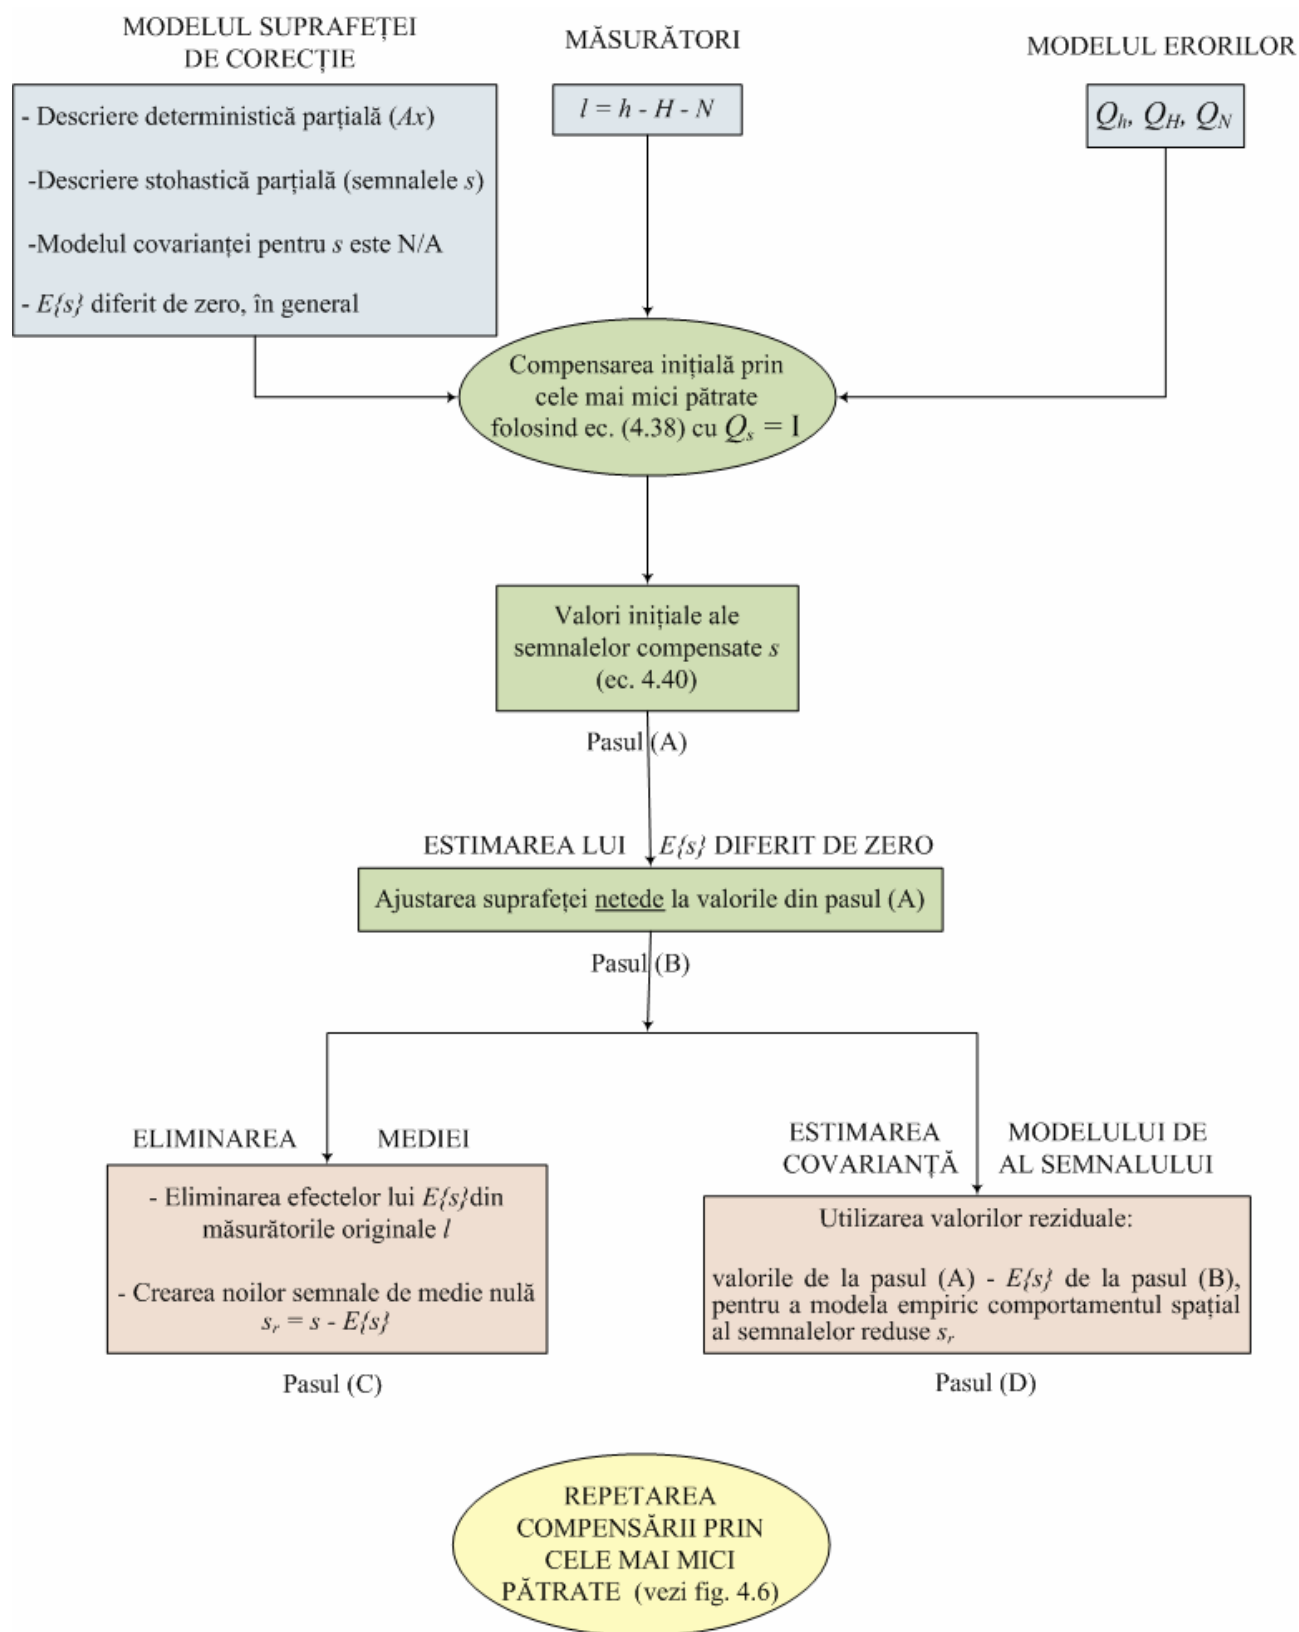 MODELUL SUPRAFEȚEI
DE CORECȚIE
MĂSURĂTORI
MODELUL ERORILOR
- Descriere deterministică parțială (Ax)
-Descriere stohastică parțială (semnalele s)
-Modelul covarianței pentru s este N/A
- E{s} diferit de zero, în general
l = h - H - N
Qh, QH, QN
Compensarea inițială prin
cele mai mici pătrate
folosind ec. (4.38) cu Qs = I
Valori inițiale ale
semnalelor compensate s
(ec. 4.40)
Pasul (A)
ESTIMAREA LUI E{s} DIFERIT DE ZERO
Ajustarea suprafeței netede la valorile din pasul (A)
Pasul (B)
ELIMINAREA MEDIEI
- Eliminarea efectelor lui E{s}din
măsurătorile originale l
- Crearea noilor semnale de medie nulă
sr = s - E{s}
Pasul (C)
ESTIMAREA MODELULUI DE
COVARIANȚĂ AL SEMNALULUI
Utilizarea valorilor reziduale:
valorile de la pasul (A) - E{s} de la pasul (B),
pentru a modela empiric comportamentul spațial
al semnalelor reduse sr
Pasul (D)
REPETAREA
COMPENSĂRII PRIN
CELE MAI MICI
PĂTRATE (vezi fig. 4.6)